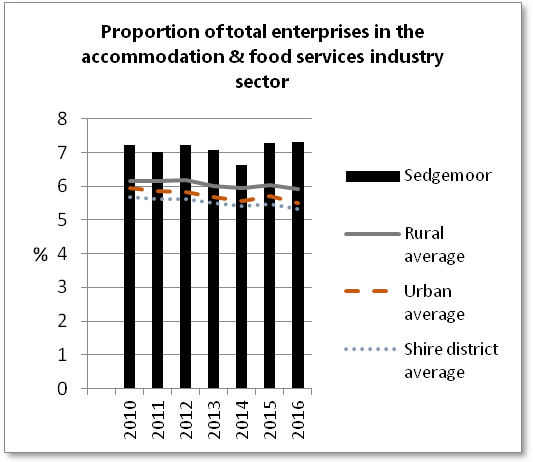 Proportion of total enterprises in the
accommodation & food services industry
sector
8
7
6
5
% 4
3
2
1
0
2010
2011
2012
2013
2014
2015
2016
Sedgemoor
Rural
average
Urban
average
Shire district
average